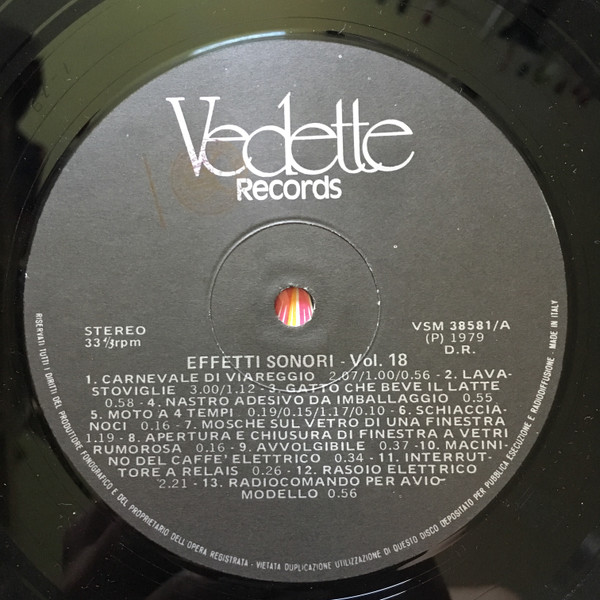 Vedette
Records
STEREO
33⅓rpm
VSM 38581/A
(P) 1979
D.R.
EFFETTI SONORI - Vol. 18
1. CARNEVALE DI VIAREGGIO 2.07/1.00/0.56 - 2. LAVA-
STOVIGLIE 3.00/1.12 - 3. GATTO CHE BEVE IL LATTE
0.58 - 4. NASTRO ADESIVO DA IMBALLAGGIO 0.55
5. MOTO A 4 TEMPI 0.19/0.15/1.17/0.10 - 6. SCHIACCIA-
NOCI 0.16 - 7. MOSCHE SUL VETRO DI UNA FINESTRA
1.19 - 8. APERTURA E CHIUSURA DI FINESTRA A VETRI
RUMOROSA 0.16 - 9. AVVOLGIBILE 0.37 - 10. MACINI-
NO DEL CAFFE' ELETTRICO 0.34 - 11. INTERRUT-
TORE A RELAIS 0.26 - 12. RASOIO ELETTRICO
2.21 - 13. RADIOCOMANDO PER AVIO-
MODELLO 0.56
RISERVATI TUTTI I DIRITTI DEL PRODUTTORE FONOGRAFICO E DEL PROPRIETARIO DELL'OPERA REGISTRATA - VIETATA DUPLICAZIONE UTILIZZAZIONE DI QUESTO DISCO DEPOSITATO PER PUBBLICA ESECUZIONE E RADIODIFFUSIONE. MADE IN ITALY